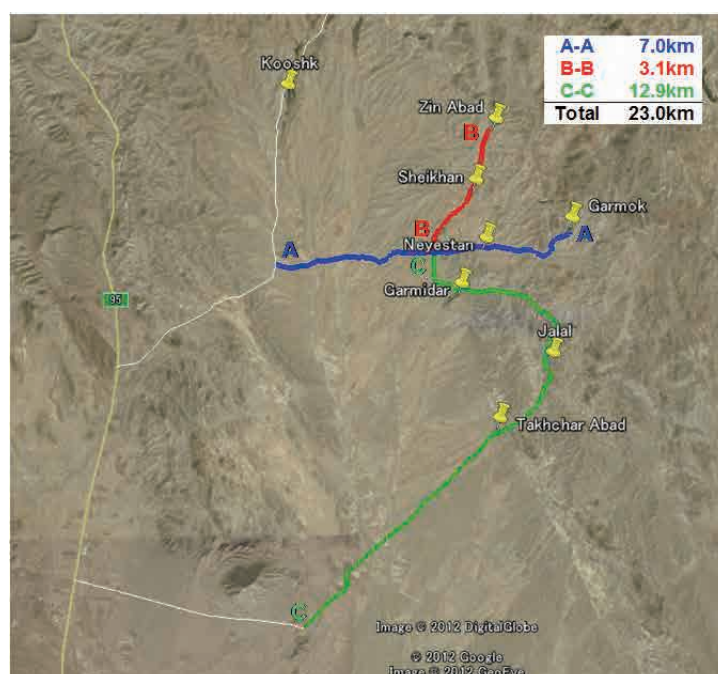 A-A 7.0km
B-B 3.1km
C-C 12.9km
Total 23.0km
Kooshk
Zin Abad
B
Sheikhan
Garmok
B
A
Neyestan
A
C
95
Garmidar
Jalal
Takhchar Abad
C
Image © 2012 DigitalGlobe
© 2012 Google
Image © 2012 GeoEye